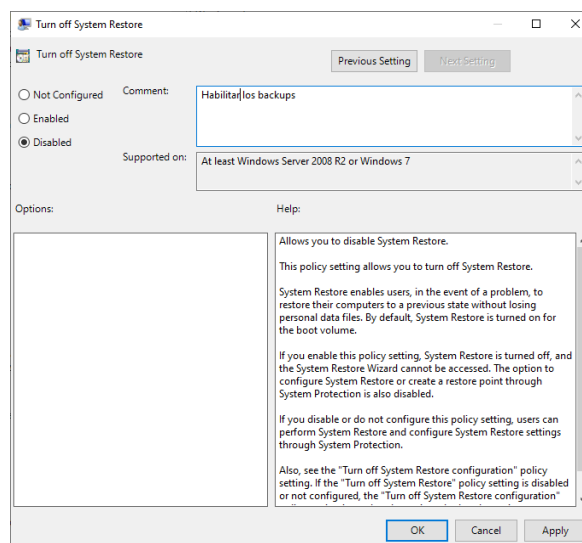 Turn off System Restore
Turn off System Restore
Previous Setting
Next Setting
Not Configured
Enabled
Disabled
Comment:
Habilitar los backups
Supported on:
At least Windows Server 2008 R2 or Windows 7
Options:
Help:
Allows you to disable System Restore.
This policy setting allows you to turn off System Restore.
System Restore enables users, in the event of a problem, to
restore their computers to a previous state without losing
personal data files. By default, System Restore is turned on for
the boot volume.
If you enable this policy setting, System Restore is turned off, and
the System Restore Wizard cannot be accessed. The option to
configure System Restore or create a restore point through
System Protection is also disabled.
If you disable or do not configure this policy setting, users can
perform System Restore and configure System Restore settings
through System Protection.
Also, see the "Turn off System Restore configuration" policy
setting. If the "Turn off System Restore" policy setting is disabled
or not configured, the "Turn off System Restore configuration"
OK
Cancel
Apply